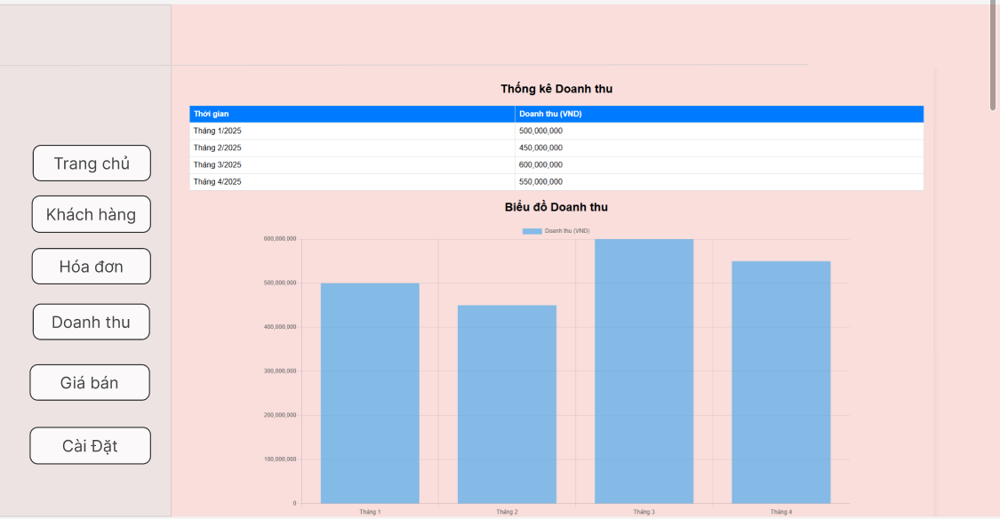 Trang chủ
Khách hàng
Hóa đơn
Doanh thu
Giá bán
Cài Đặt
Thống kê Doanh thu
Thời gian Doanh thu (VND)
Tháng 1/2025 500,000,000
Tháng 2/2025 450,000,000
Tháng 3/2025 600,000,000
Tháng 4/2025 550,000,000
Biểu đồ Doanh thu
Doanh thu (VND)
600,000,000
500,000,000
400,000,000
300,000,000
200,000,000
100,000,000
0
Tháng 1 Tháng 2 Tháng 3 Tháng 4